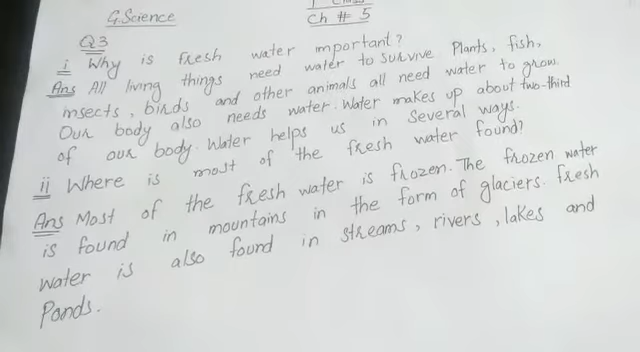 G.Science
Ch # 5
Q3
i Why is fresh water important?
Ans All living things need water to survive Plants, fish,
insects, birds and other animals all need water to grow.
Our body also needs water. Water makes up about two-third
of our body. Water helps us in several ways.
ii Where is most of the fresh water found?
Ans Most of the fresh water is frozen. The frozen water
is found in mountains in the form of glaciers. Fresh
water is also found in streams, rivers, lakes and
Ponds.